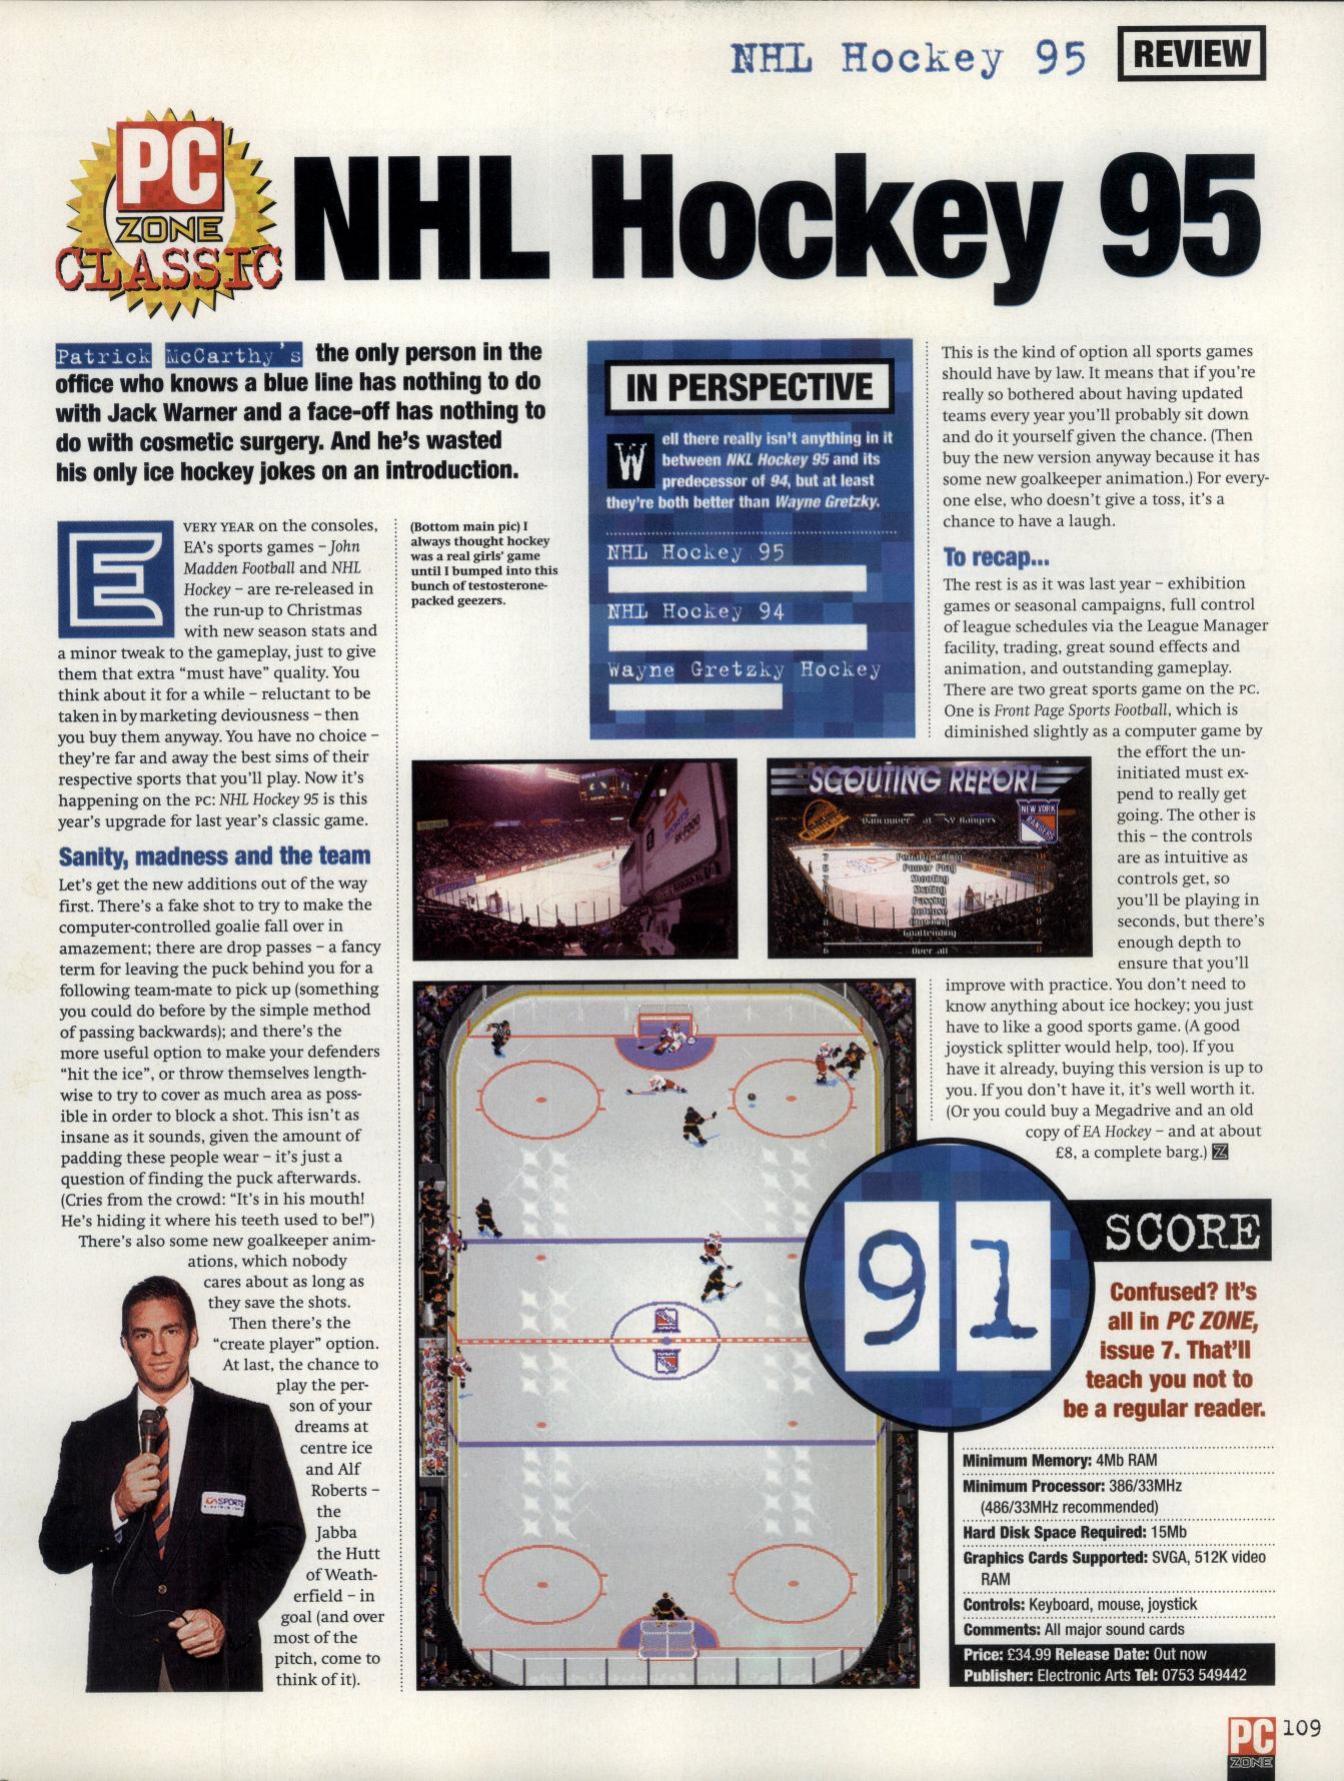 NHL Hockey 95 REVIEW
PC
ZONE
CLASSIC
NHL Hockey 95
Patrick McCarthy's the only person in the
office who knows a blue line has nothing to do
with Jack Warner and a face-off has nothing to
do with cosmetic surgery. And he's wasted
his only ice hockey jokes on an introduction.
EVERY YEAR on the consoles,
EA's sports games – John
Madden Football and NHL
Hockey – are re-released in
the run-up to Christmas
with new season stats and
a minor tweak to the gameplay, just to give
them that extra “must have” quality. You
think about it for a while – reluctant to be
taken in by marketing deviousness – then
you buy them anyway. You have no choice –
they're far and away the best sims of their
respective sports that you'll play. Now it's
happening on the PC: NHL Hockey 95 is this
year's upgrade for last year's classic game.
Sanity, madness and the team
Let's get the new additions out of the way
first. There's a fake shot to try to make the
computer-controlled goalie fall over in
amazement; there are drop passes – a fancy
term for leaving the puck behind you for a
following team-mate to pick up (something
you could do before by the simple method
of passing backwards); and there's the
more useful option to make your defenders
“hit the ice”, or throw themselves length-
wise to try to cover as much area as poss-
ible in order to block a shot. This isn't as
insane as it sounds, given the amount of
padding these people wear – it's just a
question of finding the puck afterwards.
(Cries from the crowd: “It's in his mouth!
He's hiding it where his teeth used to be!”)
There's also some new goalkeeper anim-
ations, which nobody
cares about as long as
they save the shots.
Then there's the
“create player” option.
At last, the chance to
play the per-
son of your
dreams at
centre ice
and Alf
Roberts –
the
Jabba
the Hutt
of Weath-
erfield – in
goal (and over
most of the
pitch, come to
think of it).
EA SPORTS
(Bottom main pic) I
always thought hockey
was a real girls' game
until I bumped into this
bunch of testosterone-
packed geezers.
IN PERSPECTIVE
Well there really isn't anything in it
between NKL Hockey 95 and its
predecessor of 94, but at least
they're both better than Wayne Gretzky.
NHL Hockey 95
NHL Hockey 94
Wayne Gretzky Hockey
EA
SPORTS
SCOUTING REPORT
Vancouver at NY Rangers
NEW YORK
RANGERS
Power Play
Shooting
Skating
Passing
Defense
Checking
Goaltending
Over all
This is the kind of option all sports games
should have by law. It means that if you're
really so bothered about having updated
teams every year you'll probably sit down
and do it yourself given the chance. (Then
buy the new version anyway because it has
some new goalkeeper animation.) For every-
one else, who doesn't give a toss, it's a
chance to have a laugh.
To recap...
The rest is as it was last year – exhibition
games or seasonal campaigns, full control
of league schedules via the League Manager
facility, trading, great sound effects and
animation, and outstanding gameplay.
There are two great sports game on the PC.
One is Front Page Sports Football, which is
diminished slightly as a computer game by
the effort the un-
initiated must ex-
pend to really get
going. The other is
this – the controls
are as intuitive as
controls get, so
you'll be playing in
seconds, but there's
enough depth to
ensure that you'll
improve with practice. You don't need to
know anything about ice hockey; you just
have to like a good sports game. (A good
joystick splitter would help, too). If you
have it already, buying this version is up to
you. If you don't have it, it's well worth it.
(Or you could buy a Megadrive and an old
copy of EA Hockey – and at about
£8, a complete barg.) Z
91
SCORE
Confused? It's
all in PC ZONE,
issue 7. That'll
teach you not to
be a regular reader.
Minimum Memory: 4Mb RAM
Minimum Processor: 386/33MHz
(486/33MHz recommended)
Hard Disk Space Required: 15Mb
Graphics Cards Supported: SVGA, 512K video
RAM
Controls: Keyboard, mouse, joystick
Comments: All major sound cards
Price: £34.99 Release Date: Out now
Publisher: Electronic Arts Tel: 0753 549442
PC
ZONE
109